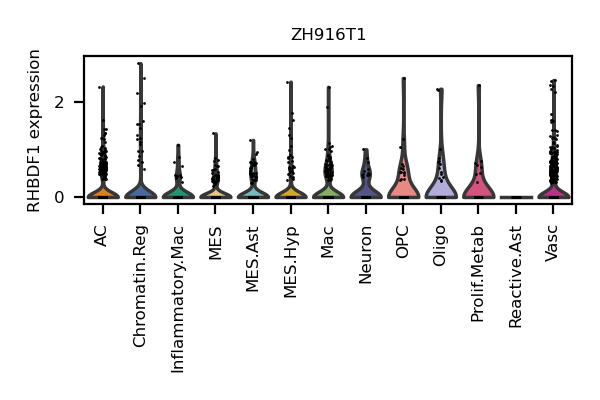 ZH916T1
RHBDF1 expression
2
0
AC
Chromatin.Reg
Inflammatory.Mac
MES
MES.Ast
MES.Hyp
Mac
Neuron
OPC
Oligo
Prolif.Metab
Reactive.Ast
Vasc